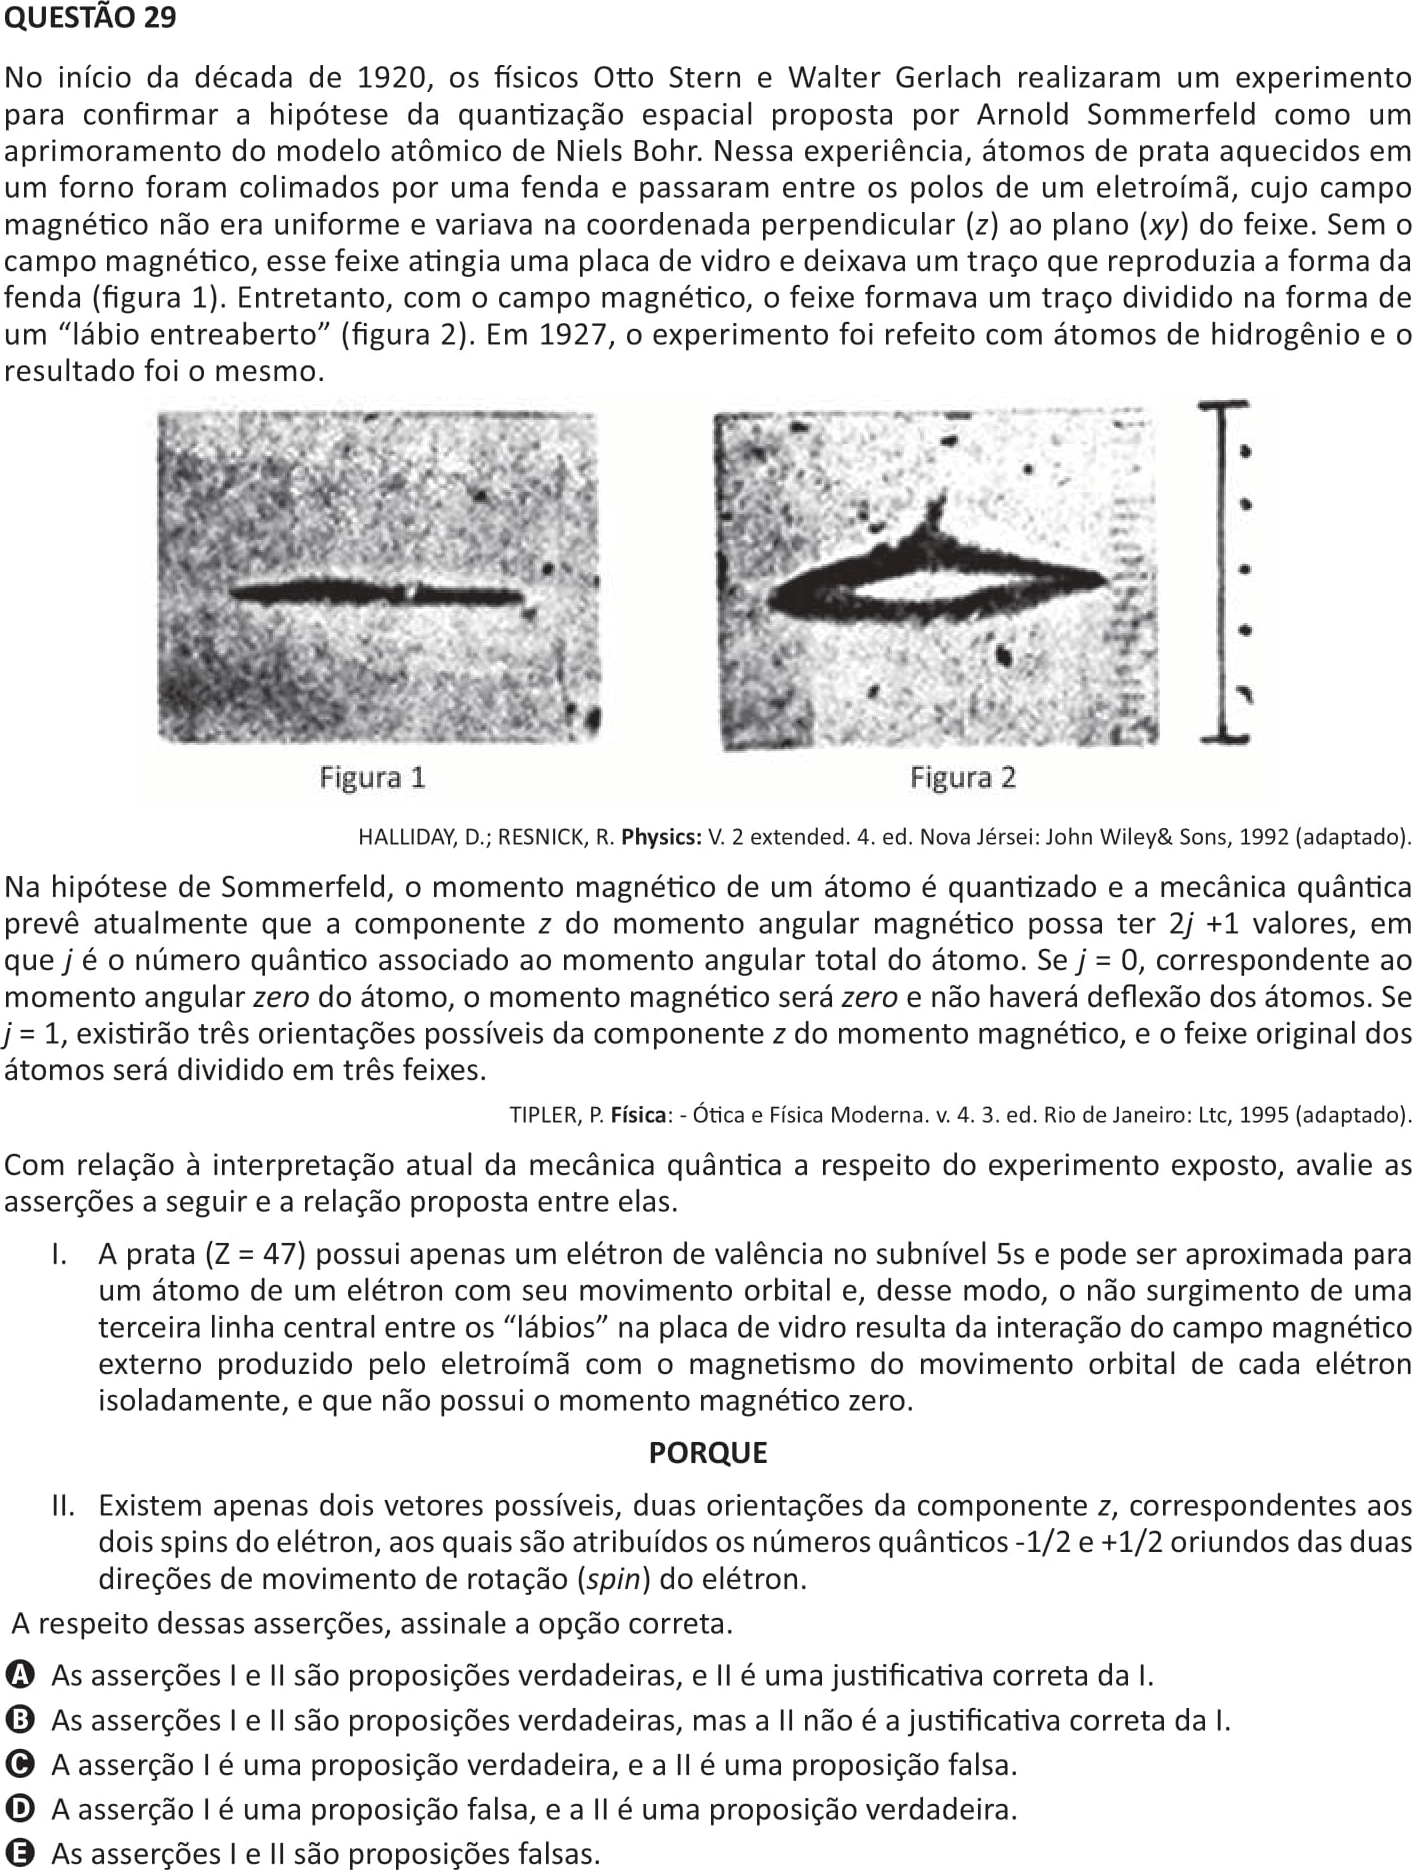 QUESTÃO 29
No início da década de 1920, os físicos Otto Stern e Walter Gerlach realizaram um experimento
para confirmar a hipótese da quantização espacial proposta por Arnold Sommerfeld como um
aprimoramento do modelo atômico de Niels Bohr. Nessa experiência, átomos de prata aquecidos em
um forno foram colimados por uma fenda e passaram entre os polos de um eletroímã, cujo campo
magnético não era uniforme e variava na coordenada perpendicular (z) ao plano (xy) do feixe. Sem o
campo magnético, esse feixe atingia uma placa de vidro e deixava um traço que reproduzia a forma da
fenda (figura 1). Entretanto, com o campo magnético, o feixe formava um traço dividido na forma de
um “lábio entreaberto” (figura 2). Em 1927, o experimento foi refeito com átomos de hidrogênio e o
resultado foi o mesmo.
Figura 1
Figura 2
HALLIDAY, D.; RESNICK, R. Physics: V. 2 extended. 4. ed. Nova Jérsei: John Wiley& Sons, 1992 (adaptado).
Na hipótese de Sommerfeld, o momento magnético de um átomo é quantizado e a mecânica quântica
prevê atualmente que a componente z do momento angular magnético possa ter 2j +1 valores, em
que j é o número quântico associado ao momento angular total do átomo. Se j = 0, correspondente ao
momento angular zero do átomo, o momento magnético será zero e não haverá deflexão dos átomos. Se
j = 1, existirão três orientações possíveis da componente z do momento magnético, e o feixe original dos
átomos será dividido em três feixes.
TIPLER, P. Física: - Ótica e Física Moderna. v. 4. 3. ed. Rio de Janeiro: Ltc, 1995 (adaptado).
Com relação à interpretação atual da mecânica quântica a respeito do experimento exposto, avalie as
asserções a seguir e a relação proposta entre elas.
I. A prata (Z = 47) possui apenas um elétron de valência no subnível 5s e pode ser aproximada para
um átomo de um elétron com seu movimento orbital e, desse modo, o não surgimento de uma
terceira linha central entre os “lábios” na placa de vidro resulta da interação do campo magnético
externo produzido pelo eletroímã com o magnetismo do movimento orbital de cada elétron
isoladamente, e que não possui o momento magnético zero.
PORQUE
II. Existem apenas dois vetores possíveis, duas orientações da componente z, correspondentes aos
dois spins do elétron, aos quais são atribuídos os números quânticos -1/2 e +1/2 oriundos das duas
direções de movimento de rotação (spin) do elétron.
A respeito dessas asserções, assinale a opção correta.
A As asserções I e II são proposições verdadeiras, e II é uma justificativa correta da I.
B As asserções I e II são proposições verdadeiras, mas a II não é a justificativa correta da I.
C A asserção I é uma proposição verdadeira, e a II é uma proposição falsa.
D A asserção I é uma proposição falsa, e a II é uma proposição verdadeira.
E As asserções I e II são proposições falsas.